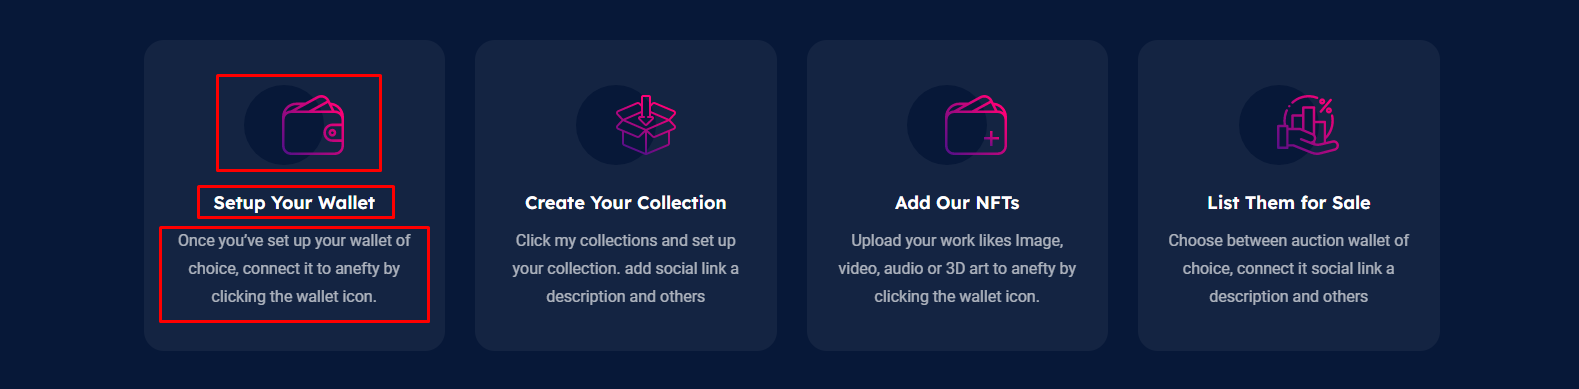 Setup Your Wallet
Once you've set up your wallet of
choice, connect it to anefty by
clicking the wallet icon.
Create Your Collection
Click my collections and set up
your collection. add social link a
description and others
Add Our NFTs
Upload your work likes Image,
video, audio or 3D art to anefty by
clicking the wallet icon.
List Them for Sale
Choose between auction wallet of
choice, connect it social link a
description and others